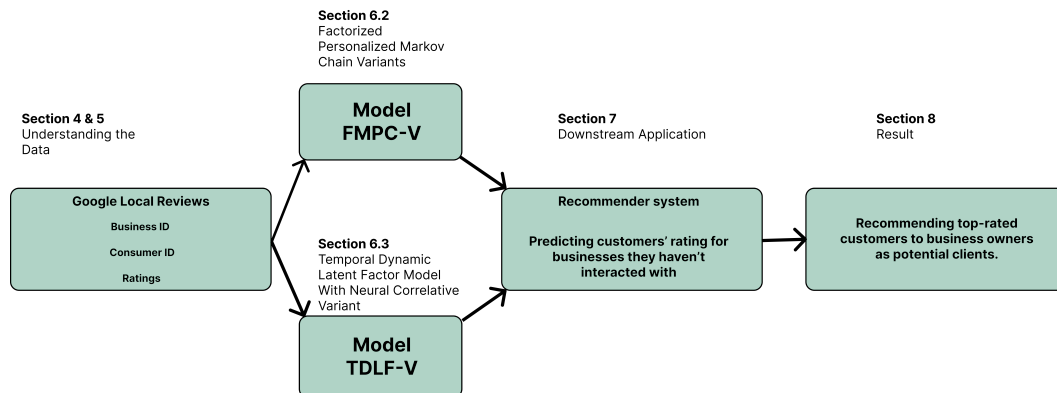 Section 4 & 5
Understanding the
Data
Google Local Reviews
Business ID
Consumer ID
Ratings
Section 6.2
Factorized
Personalized Markov
Chain Variants
Model
FMPC-V
Section 6.3
Temporal Dynamic
Latent Factor Model
With Neural Correlative
Variant
Model
TDLF-V
Section 7
Downstream Application
Recommender system
Predicting customers’ rating for
businesses they haven’t
interacted with
Section 8
Result
Recommending top-rated
customers to business owners
as potential clients.